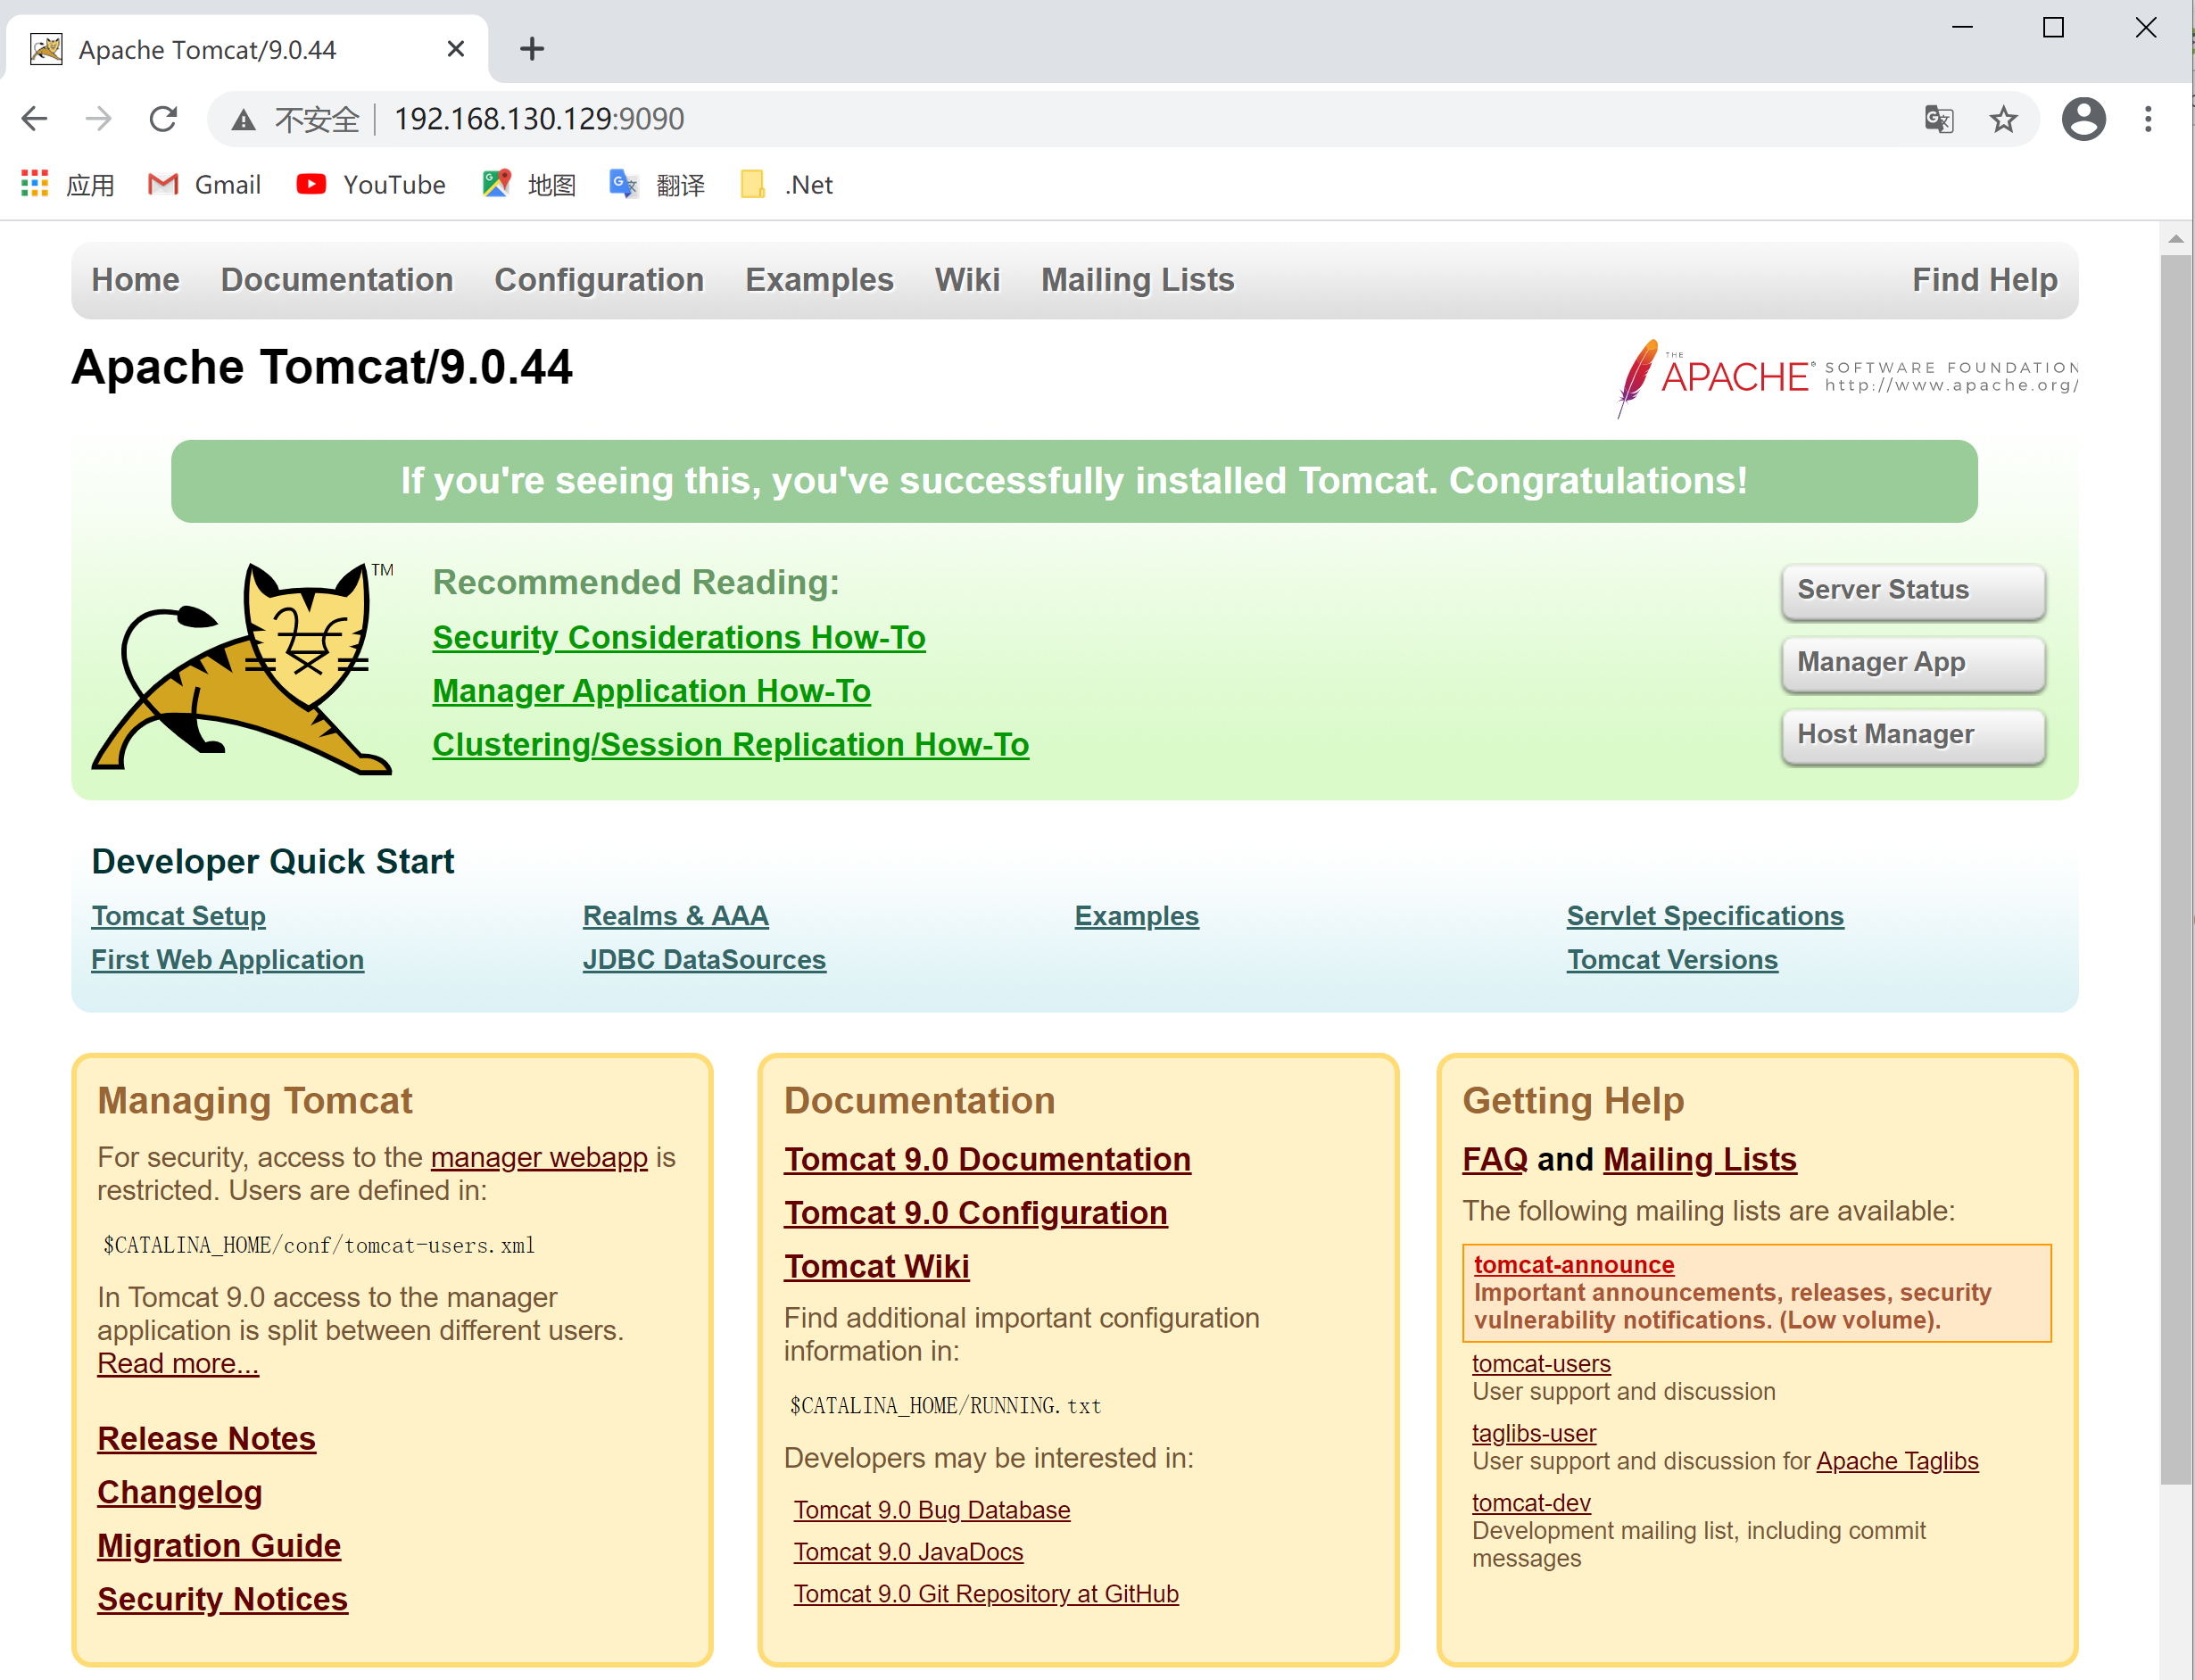 Apache Tomcat/9.0.44
不安全 192.168.130.129:9090
应用 Gmail YouTube 地图 翻译 .Net
Home Documentation Configuration Examples Wiki Mailing Lists Find Help
Apache Tomcat/9.0.44
THE APACHE® SOFTWARE FOUNDATION
http://www.apache.org/
If you're seeing this, you've successfully installed Tomcat. Congratulations!
TM
Recommended Reading:
Security Considerations How-To
Manager Application How-To
Clustering/Session Replication How-To
Server Status
Manager App
Host Manager
Developer Quick Start
Tomcat Setup
First Web Application
Realms & AAA
JDBC DataSources
Examples
Servlet Specifications
Tomcat Versions
Managing Tomcat
For security, access to the manager webapp is
restricted. Users are defined in:
$CATALINA_HOME/conf/tomcat-users.xml
In Tomcat 9.0 access to the manager
application is split between different users.
Read more...
Release Notes
Changelog
Migration Guide
Security Notices
Documentation
Tomcat 9.0 Documentation
Tomcat 9.0 Configuration
Tomcat Wiki
Find additional important configuration
information in:
$CATALINA_HOME/RUNNING.txt
Developers may be interested in:
Tomcat 9.0 Bug Database
Tomcat 9.0 JavaDocs
Tomcat 9.0 Git Repository at GitHub
Getting Help
FAQ and Mailing Lists
The following mailing lists are available:
tomcat-announce
Important announcements, releases, security
vulnerability notifications. (Low volume).
tomcat-users
User support and discussion
taglibs-user
User support and discussion for Apache Taglibs
tomcat-dev
Development mailing list, including commit
messages